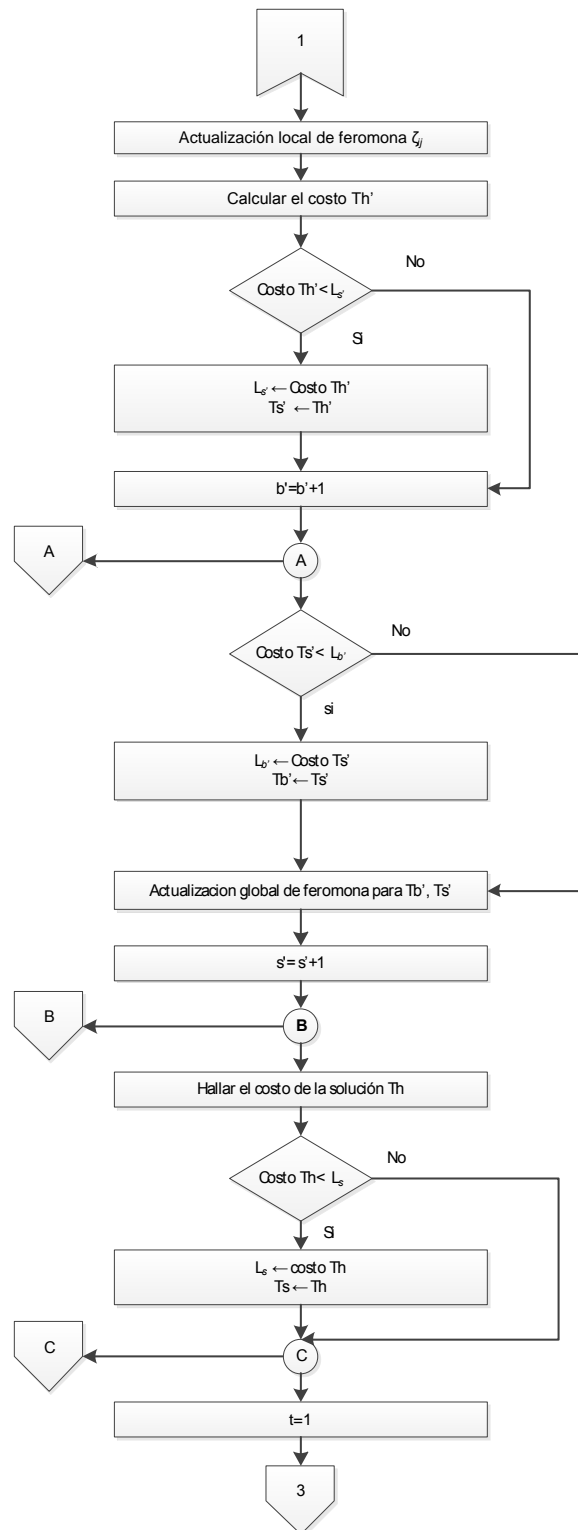 1
Actualización local de feromona ζij
Calcular el costo Th’
No
Costo Th’< Ls’
Si
Ls’ ← Costo Th’
Ts’ ← Th’
b’=b’+1
A
A
No
Costo Ts’< Lb’
si
Lb’ ← Costo Ts’
Tb’← Ts’
Actualizacion global de feromona para Tb’, Ts’
s’= s’+1
B
B
Hallar el costo de la solución Th
No
Costo Th< Ls
Si
Ls ← costo Th
Ts ← Th
C
C
t=1
3